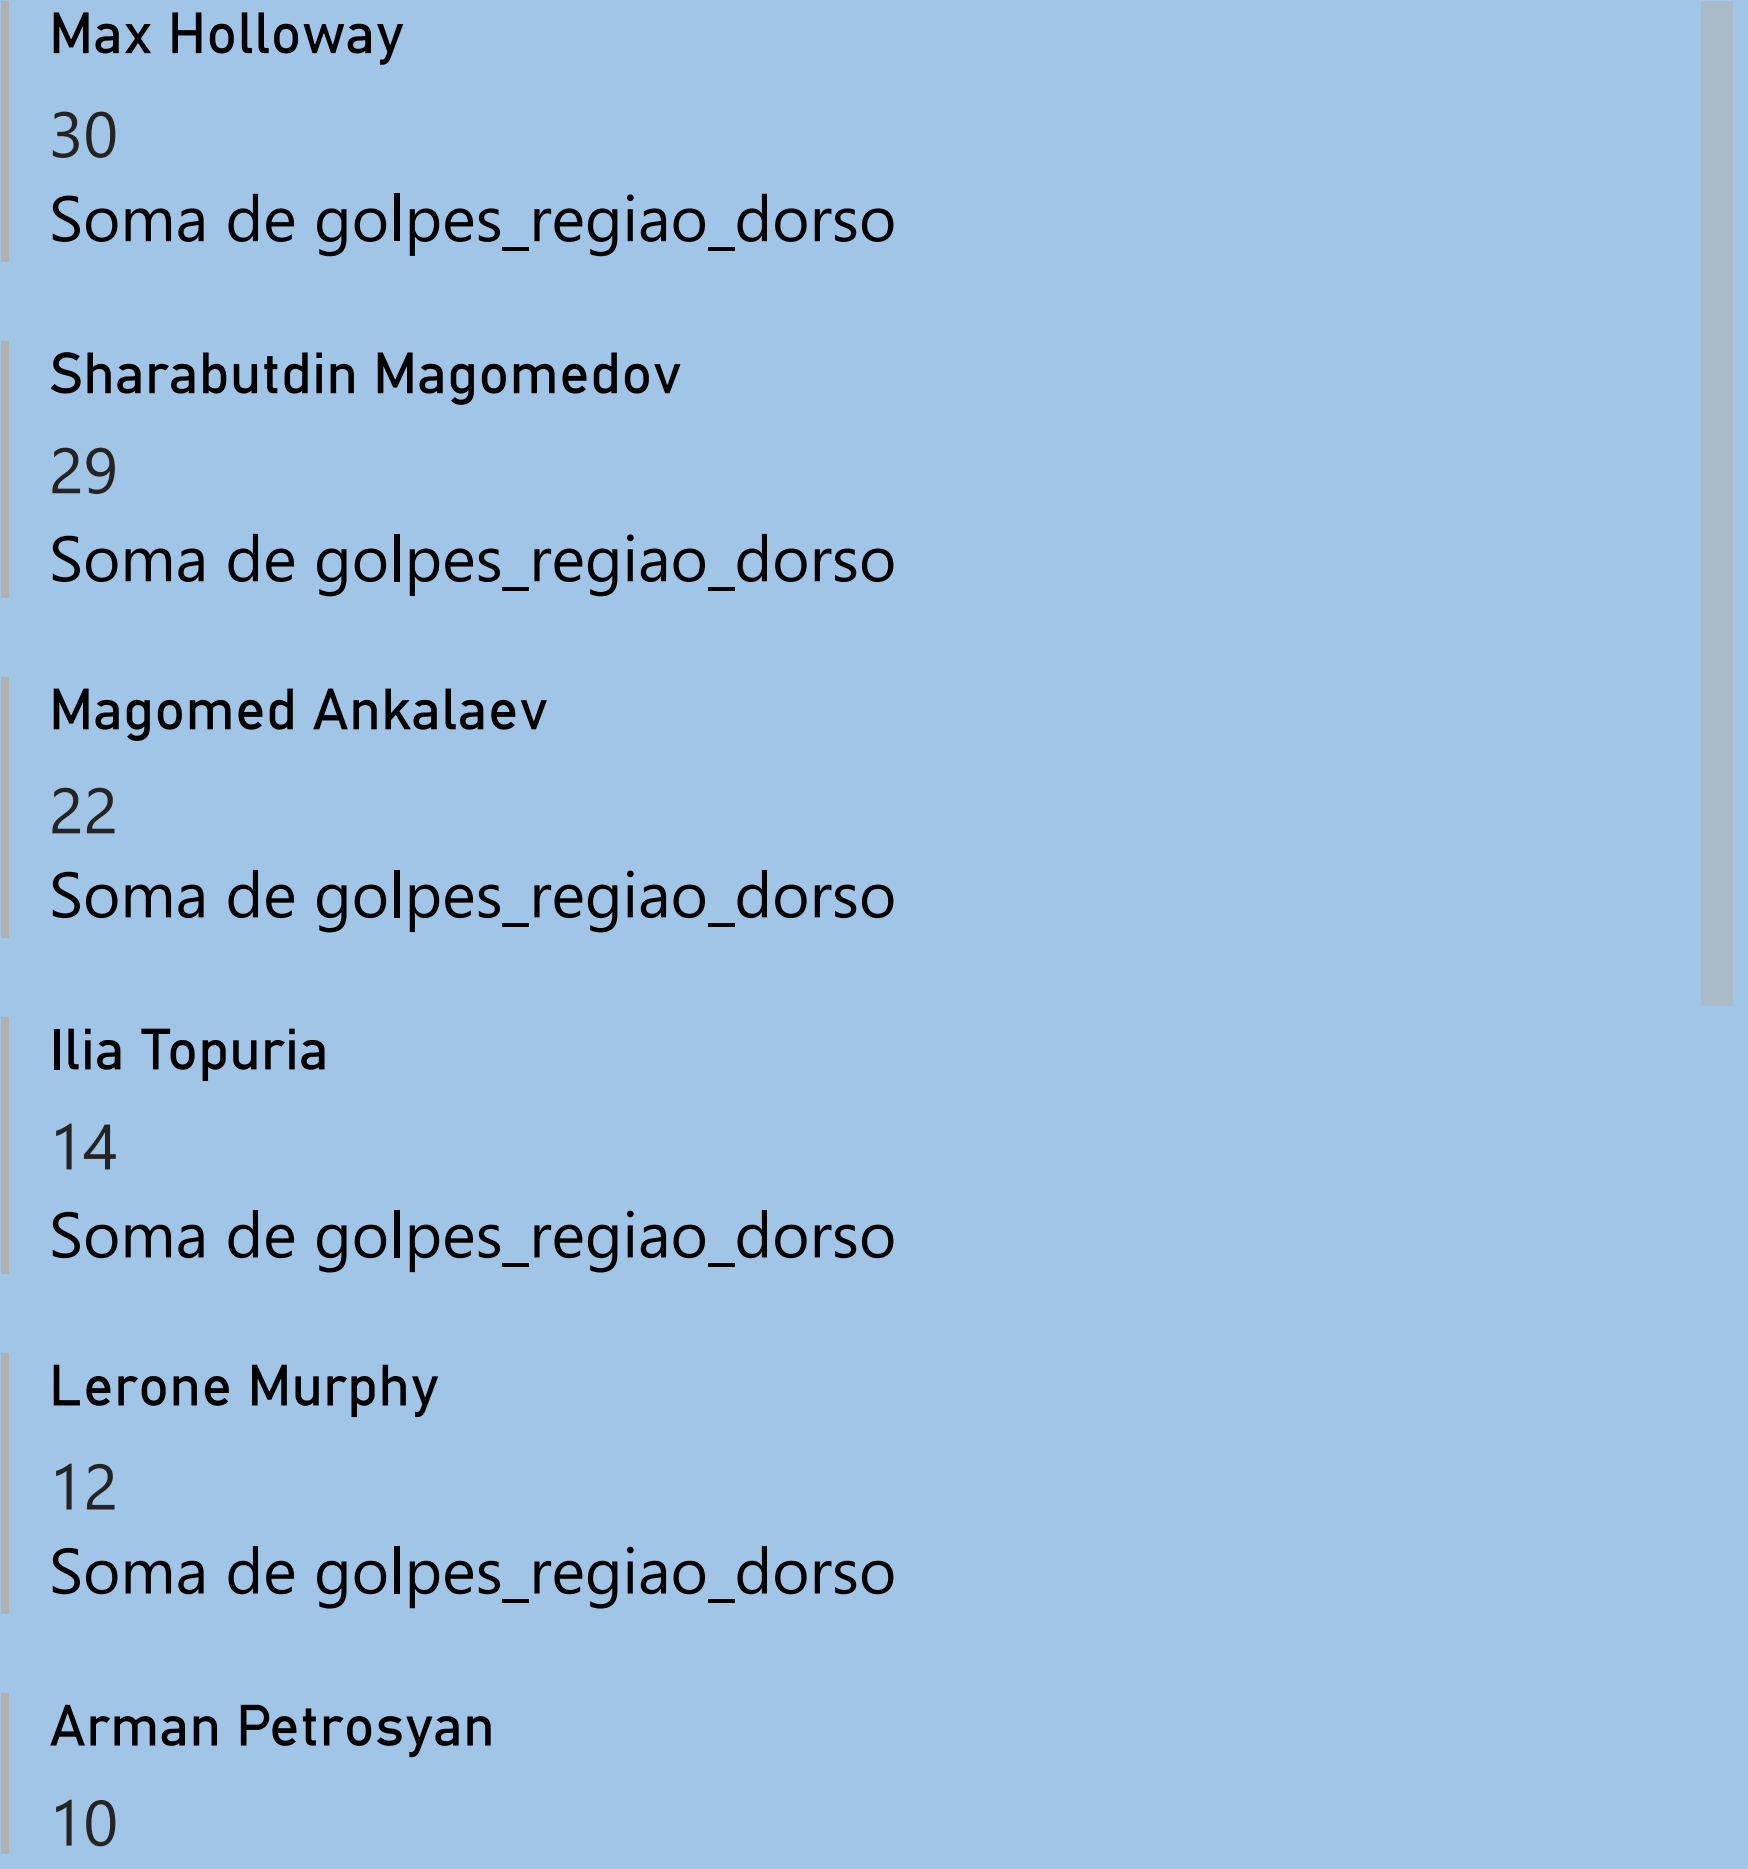 Max Holloway
30
Soma de golpes_regiao_dorso
Sharabutdin Magomedov
29
Soma de golpes_regiao_dorso
Magomed Ankalaev
22
Soma de golpes_regiao_dorso
Ilia Topuria
14
Soma de golpes_regiao_dorso
Lerone Murphy
12
Soma de golpes_regiao_dorso
Arman Petrosyan
10